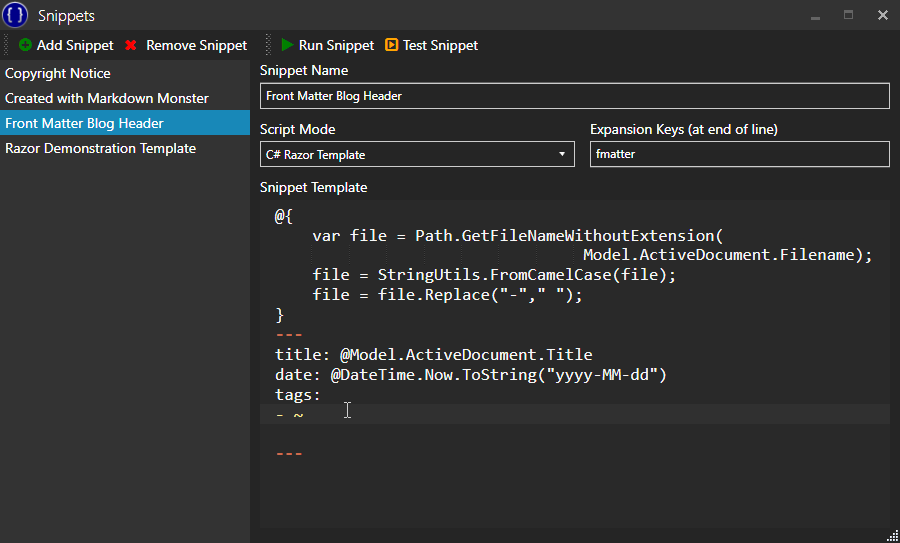 { } Snippets
Add Snippet Remove Snippet Run Snippet Test Snippet
Copyright Notice
Created with Markdown Monster
Front Matter Blog Header
Razor Demonstration Template
Snippet Name
Front Matter Blog Header
Script Mode Expansion Keys (at end of line)
C# Razor Template fmatter
Snippet Template
@{
    var file = Path.GetFileNameWithoutExtension(
                                Model.ActiveDocument.Filename);
    file = StringUtils.FromCamelCase(file);
    file = file.Replace("-"," ");
}
---
title: @Model.ActiveDocument.Title
date: @DateTime.Now.ToString("yyyy-MM-dd")
tags:
- ~
---